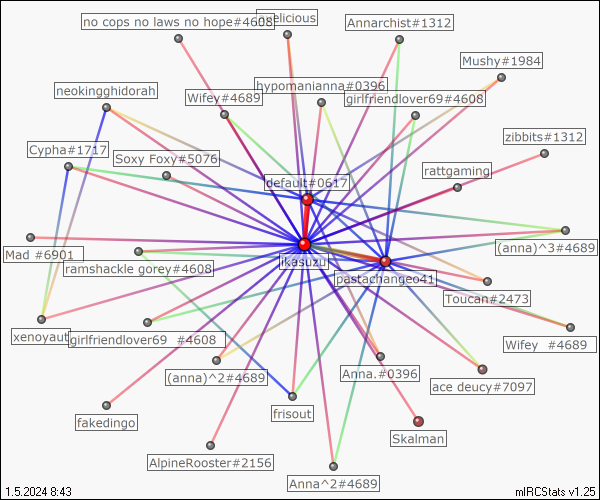 no cops no laws no hope#4608
elicious
Annarchist#1312
Mushy#1984
neokingghidorah
hypomanianna#0396
Wifey#4689
girlfriendlover69#4608
zibbits#1312
Cypha#1717
Soxy Foxy#5076
rattgaming
default#0617
Mad #6901
ramshackle gorey#4608
ikasuzu
pastachangeo41
(anna)^3#4689
Toucan#2473
xenoyaut
girlfriendlover69 #4608
Wifey #4689
(anna)^2#4689
Anna.#0396
ace deucy#7097
fakedingo
frisout
Skalman
AlpineRooster#2156
Anna^2#4689
1.5.2024 8:43
mIRCStats v1.25